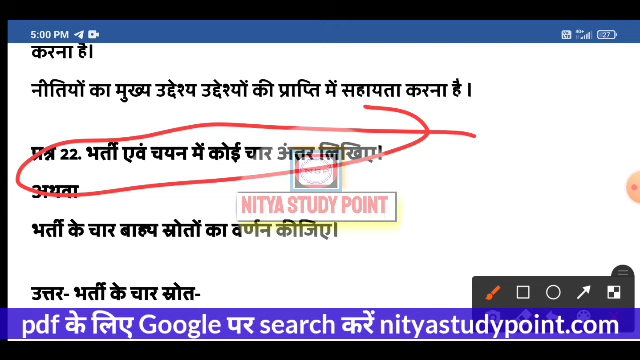 5:00 PM
27
करना है।
नीतियों का मुख्य उद्देश्य उद्देश्यों की प्राप्ति में सहायता करना है ।
प्रश्न 22. भर्ती एवं चयन में कोई चार अंतर लिखिए!
अथवा
NITYA STUDY POINT
भर्ती के चार बाह्य स्रोतों का वर्णन कीजिए।
उत्तर- भर्ती के चार स्रोत-
pdf के लिए Google पर search करें nityastudypoint.com